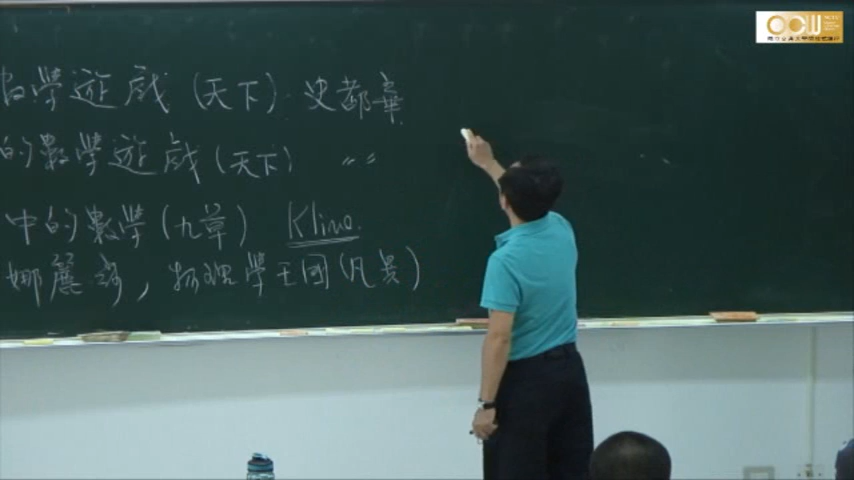 學遊戲 (天下) 史都華
的數學遊戲 (天下) 〃 〃
中的數學 (九章) Kline
娜麗莎, 物理學王國 (凡異)
OCW